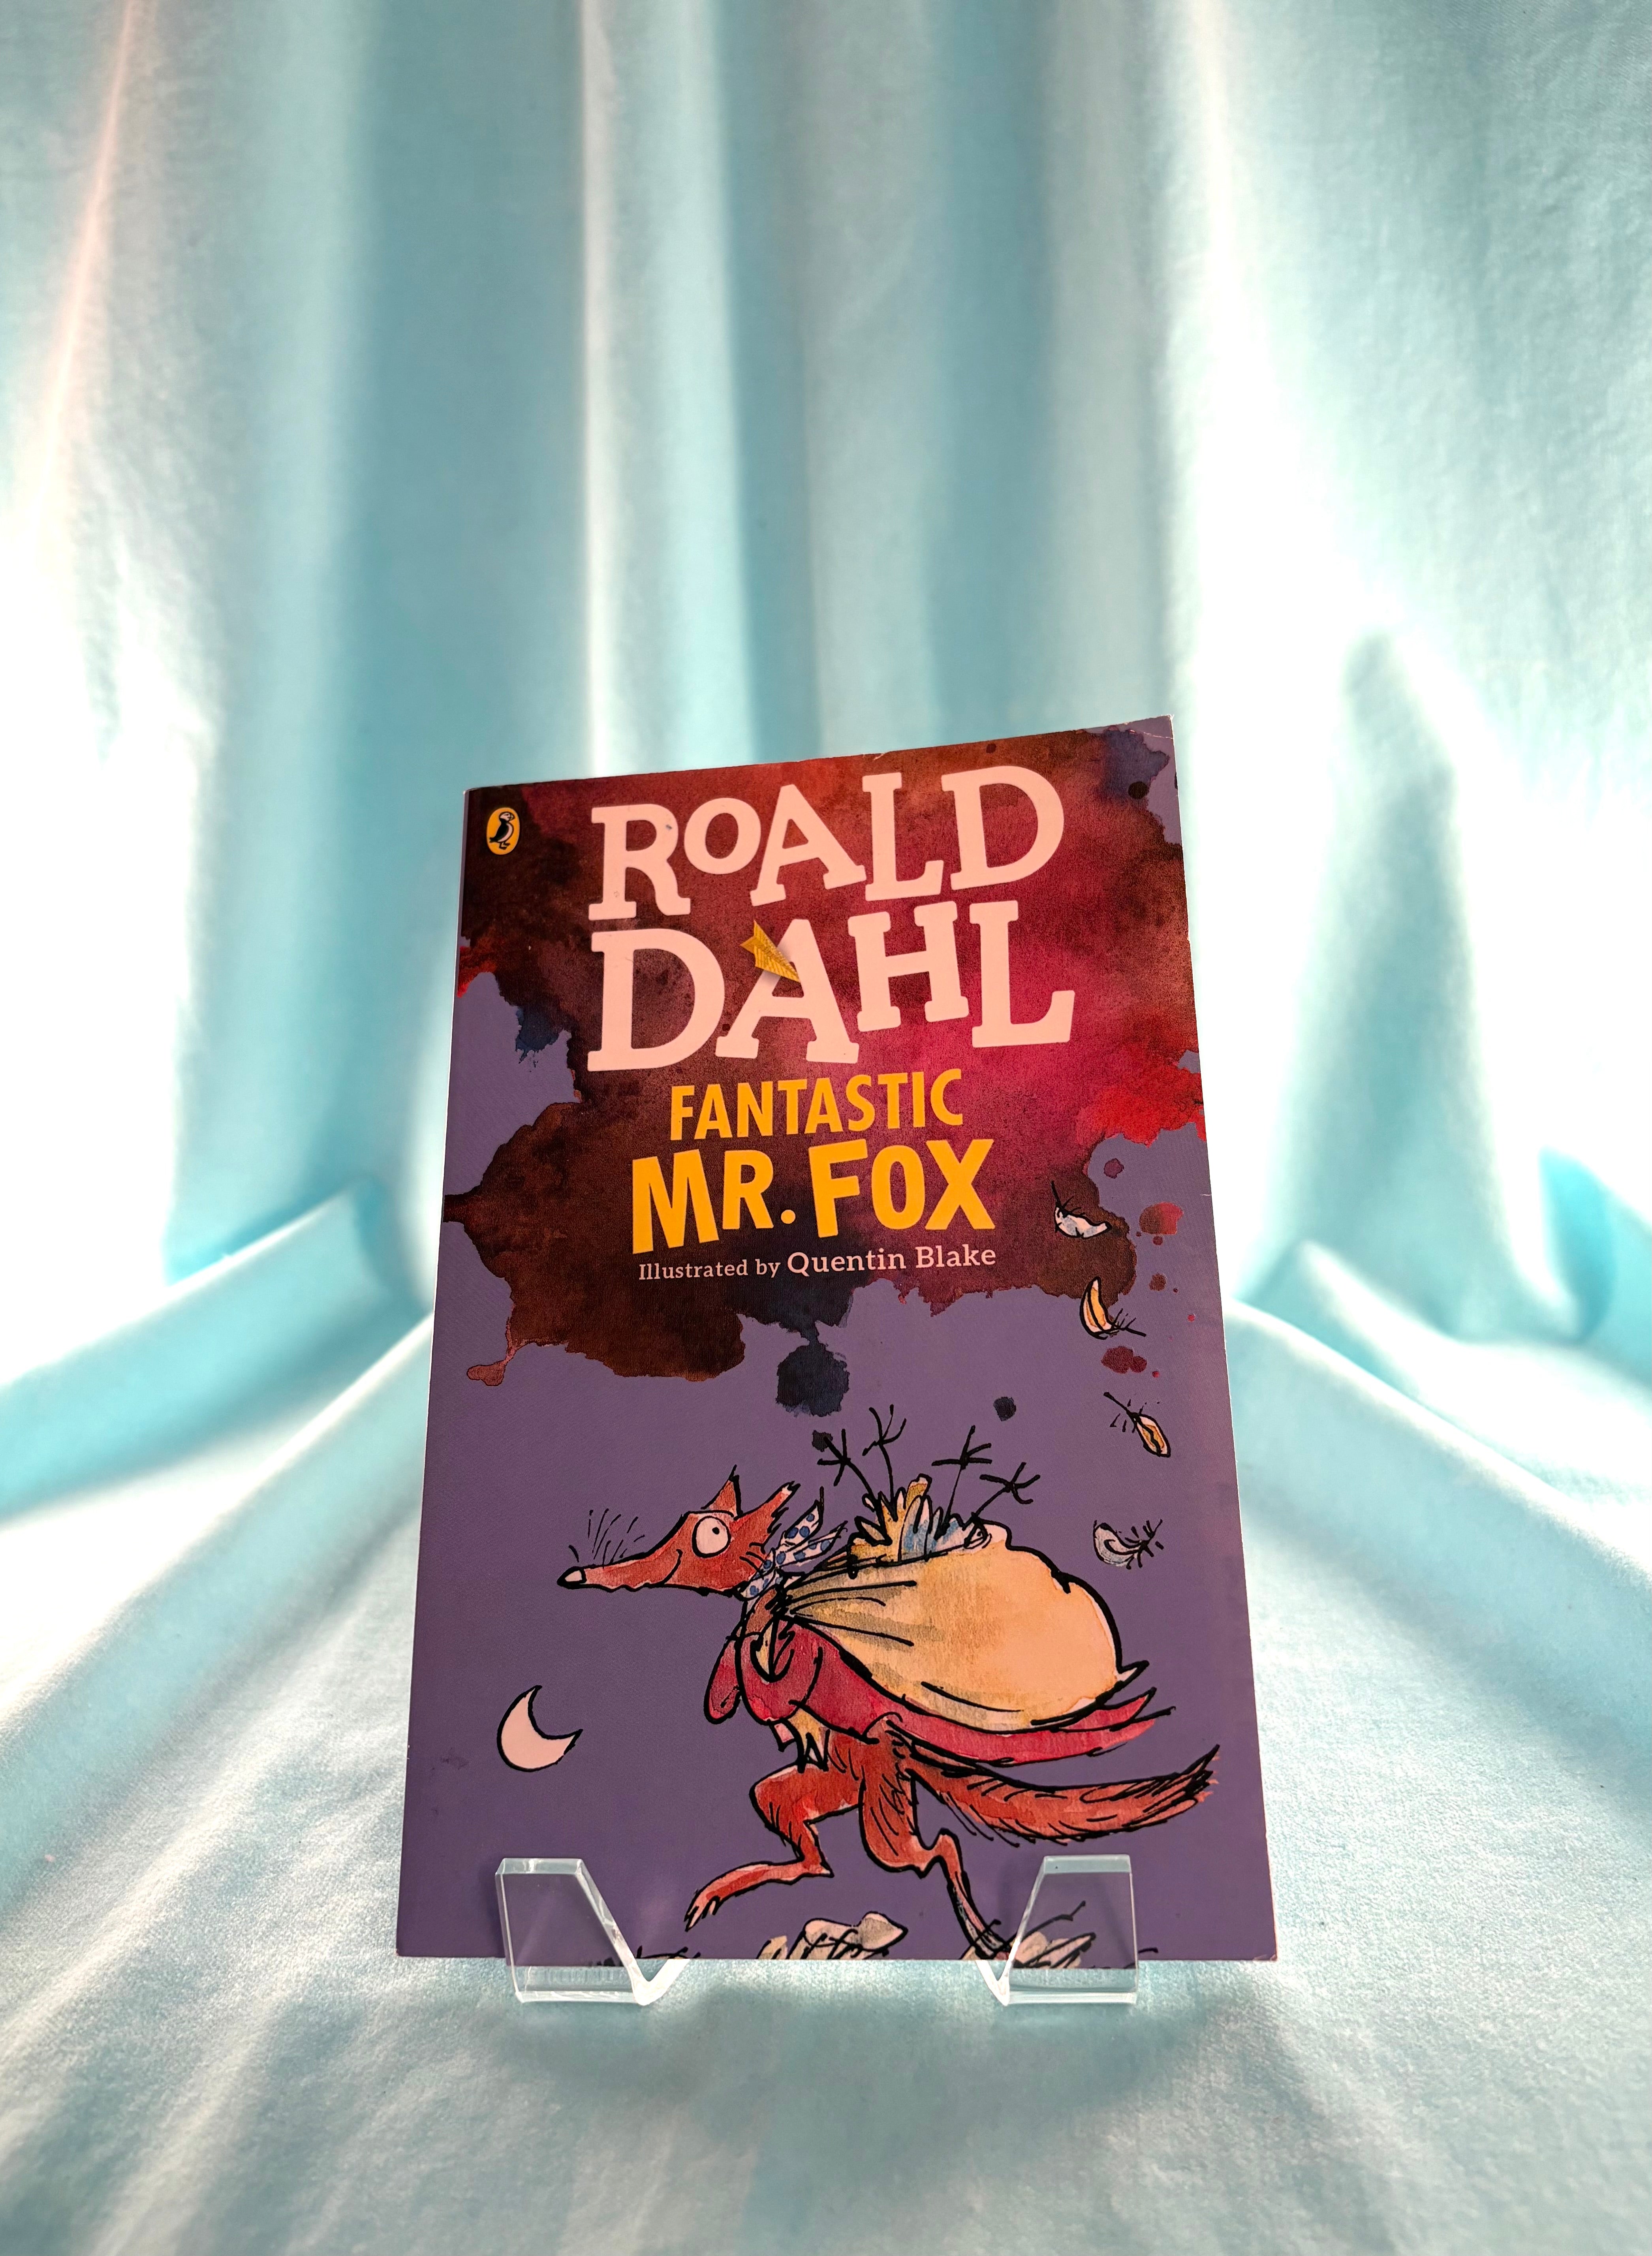 ROALD
DAHL
FANTASTIC
MR. FOX
Illustrated by Quentin Blake